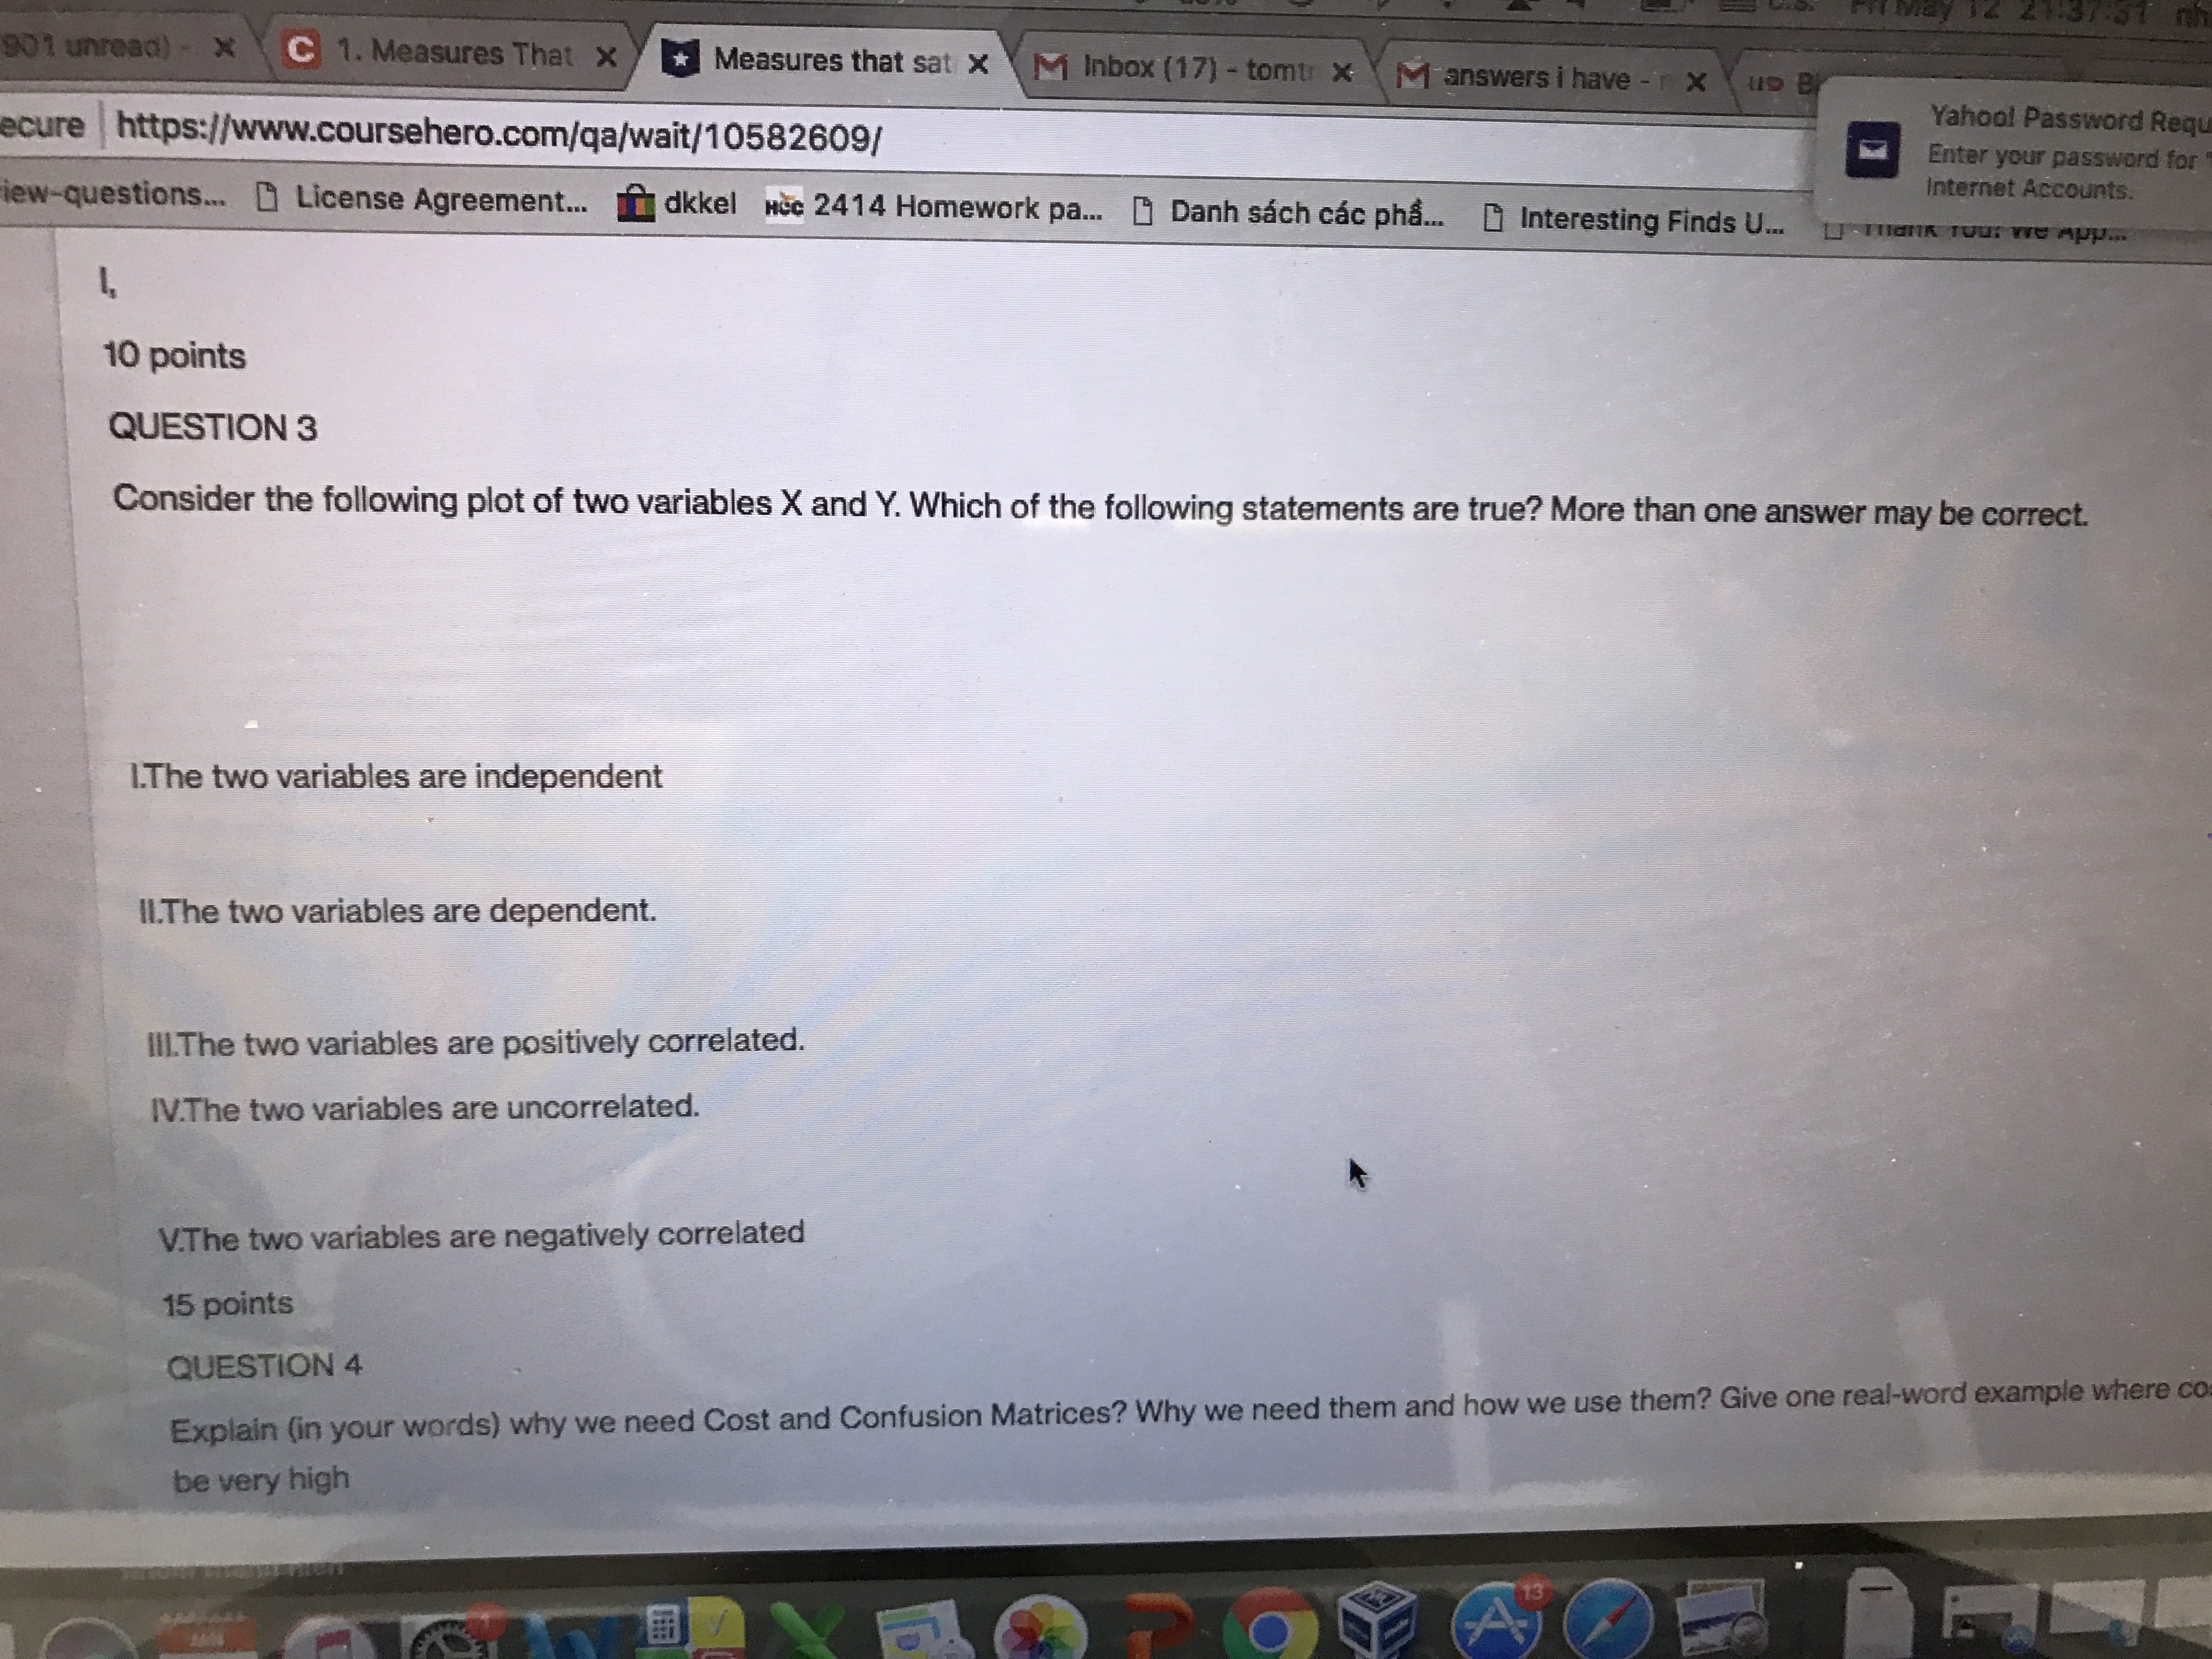 21:37:31
901 unread) -
1. Measures That
Measures that sat
Inbox (17) - tomtr
answers i have -
Yahoo! Password Requ
Enter your password for "
Internet Accounts.
ecure
https://www.coursehero.com/qa/wait/10582609/
iew-questions...
License Agreement...
dkkel
HCC
2414 Homework pa...
Danh sách các phầ...
Interesting Finds U...
Thank You! We App...
I,
10 points
QUESTION 3
Consider the following plot of two variables X and Y. Which of the following statements are true? More than one answer may be correct.
I.The two variables are independent
II.The two variables are dependent.
III.The two variables are positively correlated.
IV.The two variables are uncorrelated.
V.The two variables are negatively correlated
15 points
QUESTION 4
Explain (in your words) why we need Cost and Confusion Matrices? Why we need them and how we use them? Give one real-word example where co
be very high
1
13